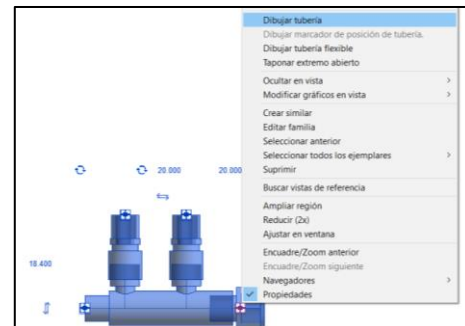 Dibujar tubería
Dibujar marcador de posición de tubería.
Dibujar tubería flexible
Taponar extremo abierto
Ocultar en vista
Modificar gráficos en vista
Crear similar
Editar familia
Seleccionar anterior
Seleccionar todos los ejemplares
Suprimir
Buscar vistas de referencia
Ampliar región
Reducir (2x)
Ajustar en ventana
Encuadre/Zoom anterior
Encuadre/Zoom siguiente
Navegadores
Propiedades
20.000 20.000
18.400